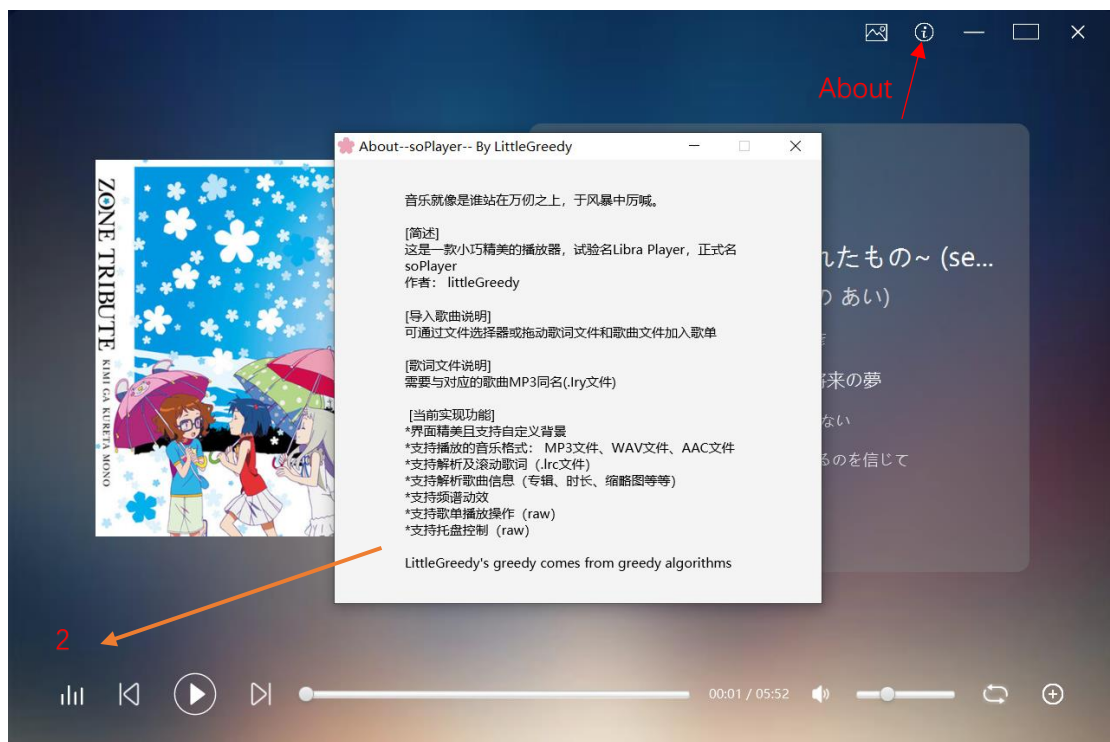 About
About--soPlayer-- By LittleGreedy
音乐就像是谁站在万仞之上，于风暴中厉喊。
[简述]
这是一款小巧精美的播放器，试验名Libra Player，正式名
soPlayer
作者： littleGreedy
[导入歌曲说明]
可通过文件选择器或拖动歌词文件和歌曲文件加入歌单
[歌词文件说明]
需要与对应的歌曲MP3同名(.lry文件)
[当前实现功能]
*界面精美且支持自定义背景
*支持播放的音乐格式： MP3文件、WAV文件、AAC文件
*支持解析及滚动歌词（.lrc文件）
*支持解析歌曲信息（专辑、时长、缩略图等等）
*支持频谱动效
*支持歌单播放操作（raw）
*支持托盘控制（raw）
LittleGreedy's greedy comes from greedy algorithms
ZONE TRIBUTE
KIMI GA KURETA MONO
れたもの~ (se...
の あい)
将来の夢
ない
るのを信じて
2
00:01 / 05:52